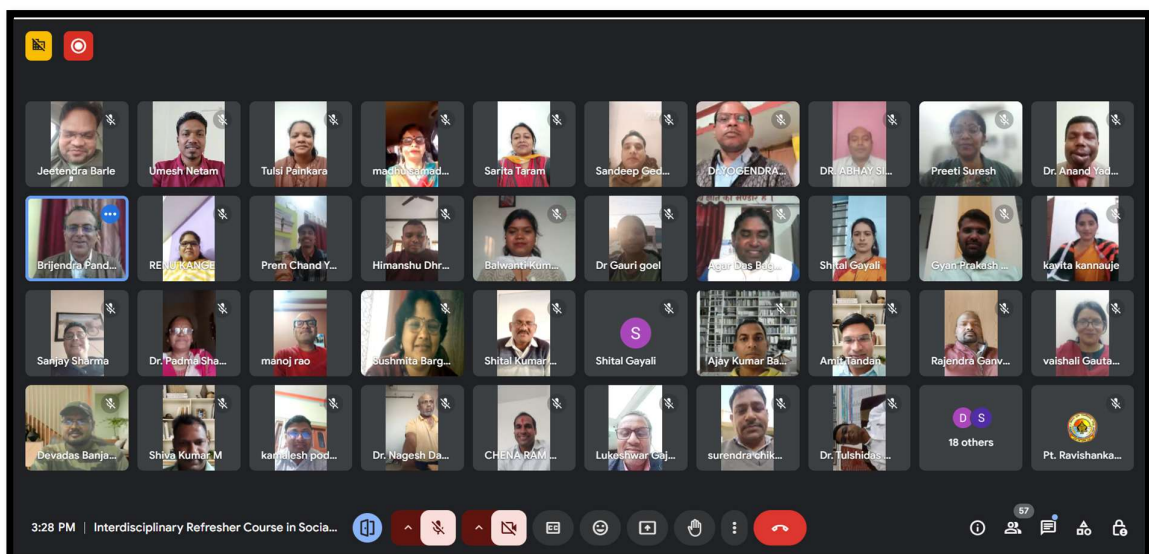 Jeetendra Barle
Umesh Netam
Tulsi Painkara
madhu samad...
Sarita Taram
Sandeep Ged...
Dr.YOGENDRA...
DR. ABHAY SI...
Preeti Suresh
Dr. Anand Yad...
Brijendra Pand...
RENU KANGE
Prem Chand Y...
Himanshu Dhr...
Balwanti Kum...
Dr Gauri goel
Agar Das Bag...
Shital Gayali
Gyan Prakash ...
kavita kannauje
Sanjay Sharma
Dr. Padma Sha...
manoj rao
Sushmita Barg...
Shital Kumar...
S
Shital Gayali
Ajay Kumar Ba...
Amit Tandan
Rajendra Ganv...
vaishali Gauta...
Devadas Banja...
Shiva Kumar M
kamalesh pod...
Dr. Nagesh Da...
CHENA RAM ...
Lukeshwar Gaj...
surendra chik...
Dr. Tulshidas ...
D S
18 others
Pt. Ravishanka...
3:28 PM | Interdisciplinary Refresher Course in Socia...
CC
57